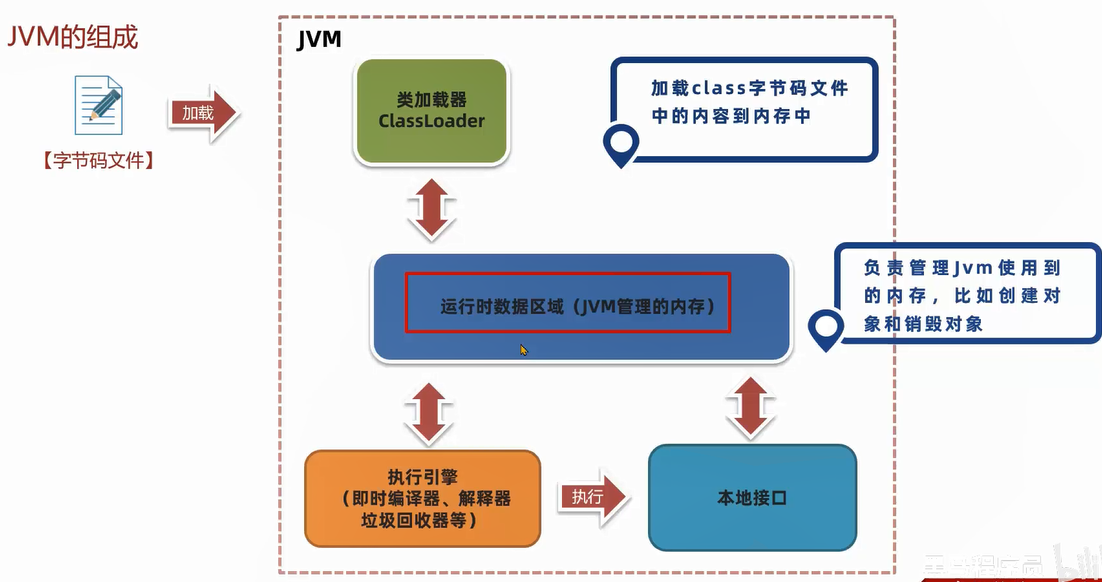 JVM的组成
JVM
类加载器
ClassLoader
加载class字节码文件
中的内容到内存中
加载
【字节码文件】
运行时数据区域（JVM管理的内存）
负责管理Jvm使用到
的内存，比如创建对
象和销毁对象
执行引擎
（即时编译器、解释器
垃圾回收器等）
执行
本地接口